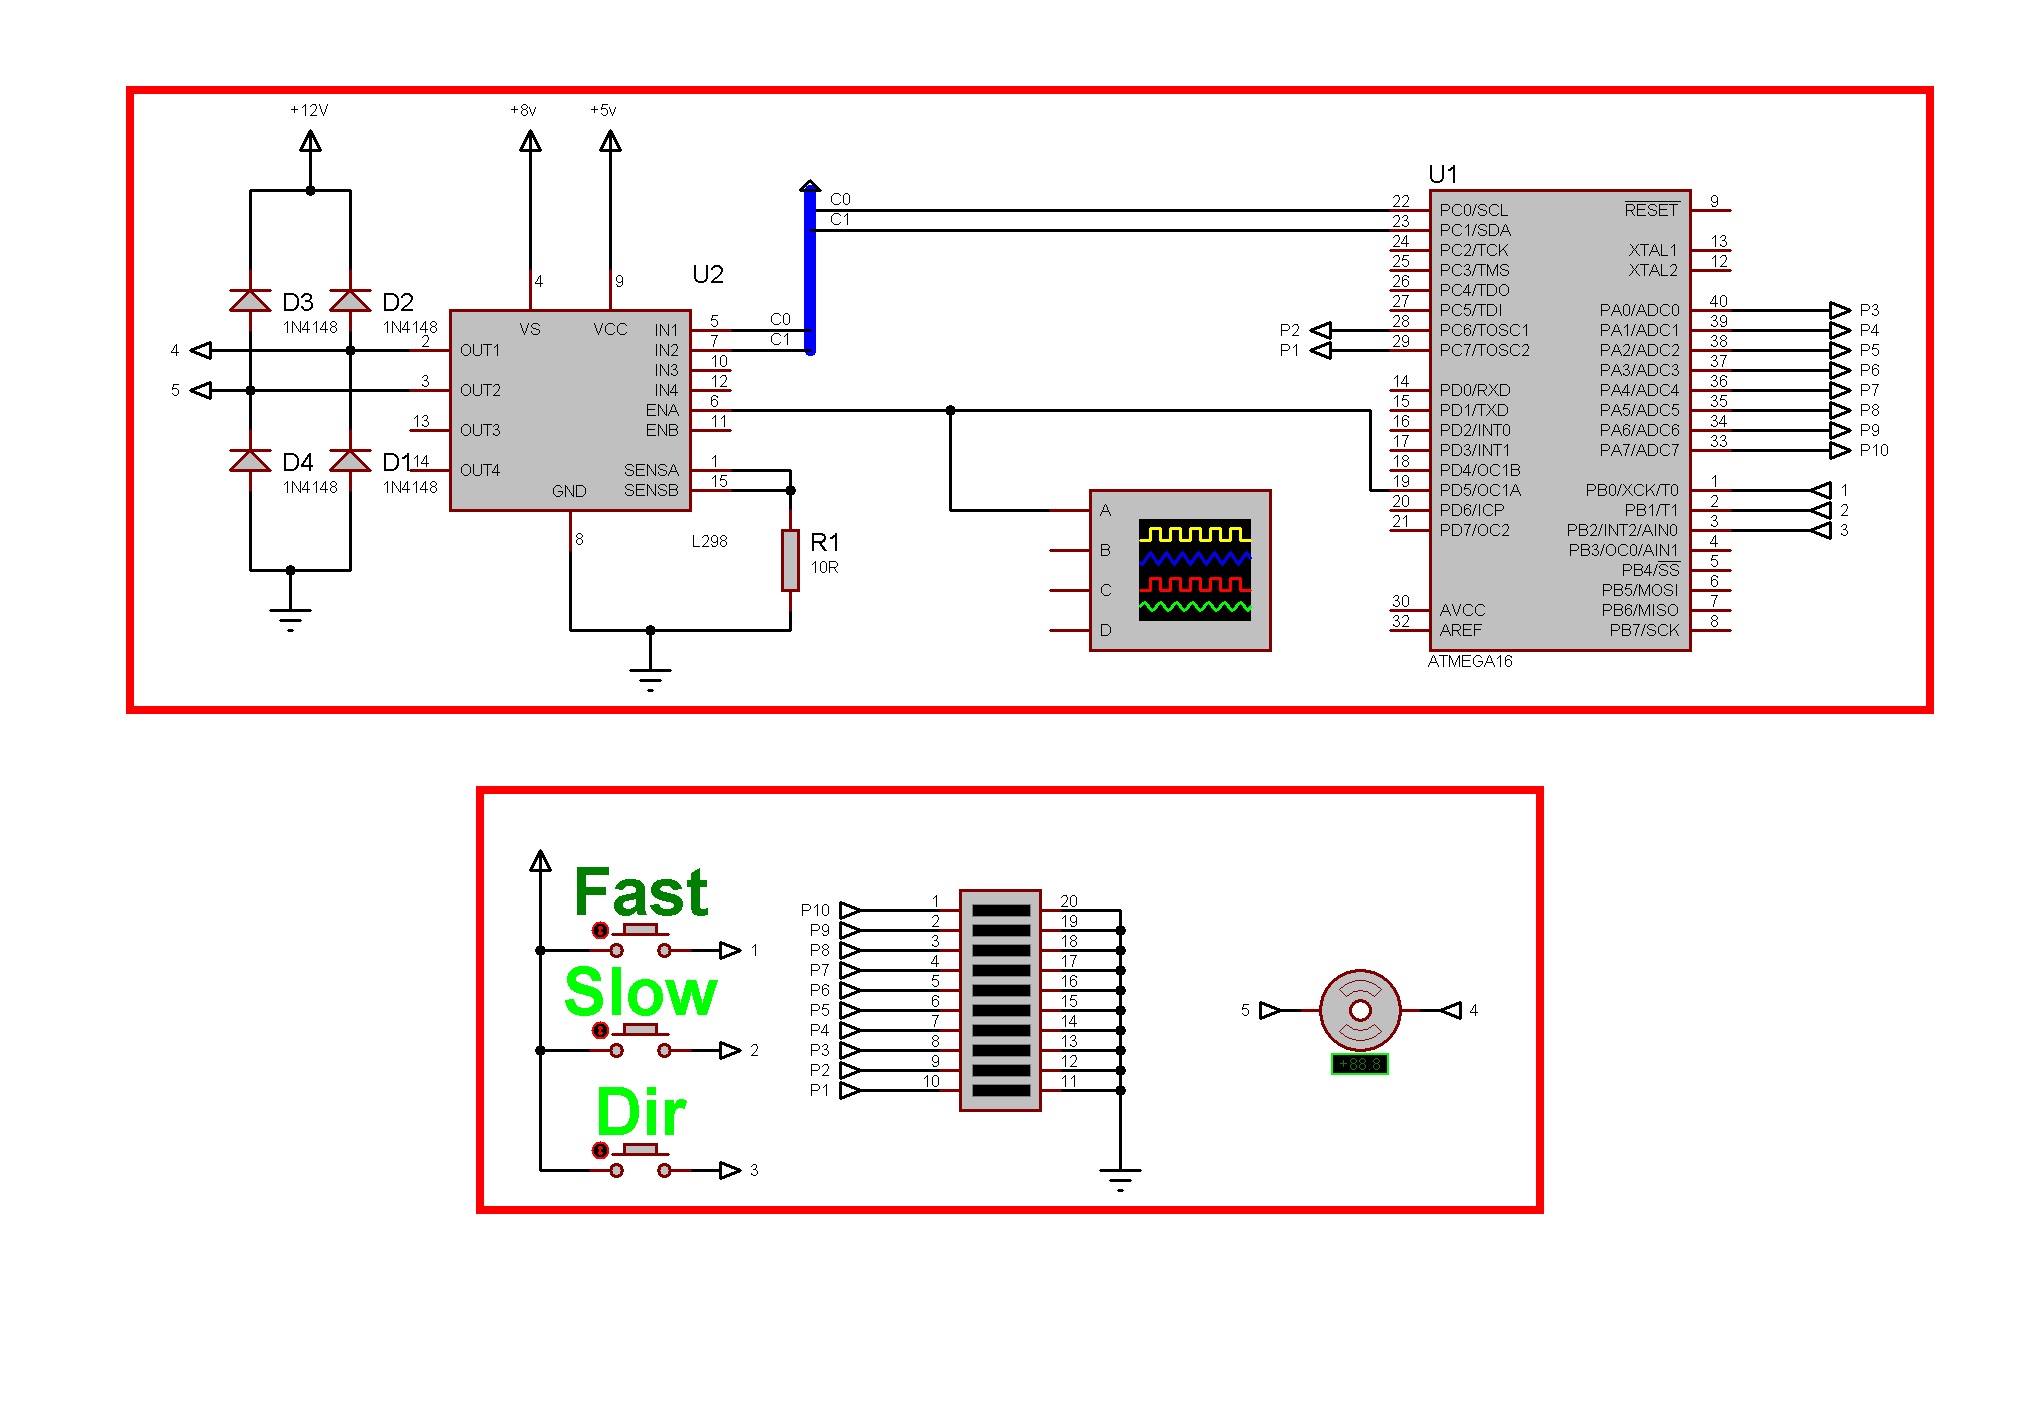 +12V
+8v
+5v
U2
L298
4
9
VS
VCC
GND
8
D3
1N4148
D2
1N4148
D4
1N4148
D1
1N4148
4
5
2
OUT1
3
OUT2
13
OUT3
14
OUT4
IN1
5
C0
IN2
7
C1
IN3
10
IN4
12
ENA
6
ENB
11
SENSA
1
SENSB
15
R1
10R
C0
C1
A
B
C
D
U1
22
PC0/SCL
23
PC1/SDA
24
PC2/TCK
25
PC3/TMS
26
PC4/TDO
27
PC5/TDI
P2
28
PC6/TOSC1
P1
29
PC7/TOSC2
14
PD0/RXD
15
PD1/TXD
16
PD2/INT0
17
PD3/INT1
18
PD4/OC1B
19
PD5/OC1A
20
PD6/ICP
21
PD7/OC2
30
AVCC
32
AREF
RESET
9
XTAL1
13
XTAL2
12
PA0/ADC0
40
P3
PA1/ADC1
39
P4
PA2/ADC2
38
P5
PA3/ADC3
37
P6
PA4/ADC4
36
P7
PA5/ADC5
35
P8
PA6/ADC6
34
P9
PA7/ADC7
33
P10
PB0/XCK/T0
1
1
PB1/T1
2
2
PB2/INT2/AIN0
3
3
PB3/OC0/AIN1
4
PB4/SS
5
PB5/MOSI
6
PB6/MISO
7
PB7/SCK
8
ATMEGA16
Fast
1
Slow
2
Dir
3
P10
1
20
P9
2
19
P8
3
18
P7
4
17
P6
5
16
P5
6
15
P4
7
14
P3
8
13
P2
9
12
P1
10
11
5
4
+88.8